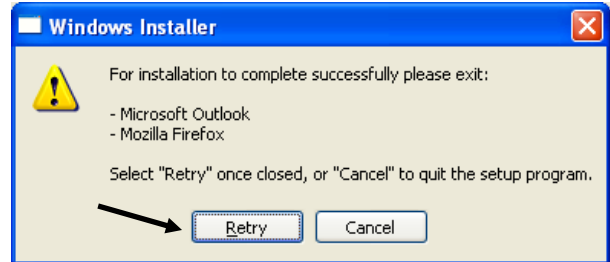 Windows Installer
For installation to complete successfully please exit:
- Microsoft Outlook
- Mozilla Firefox
Select "Retry" once closed, or "Cancel" to quit the setup program.
Retry Cancel